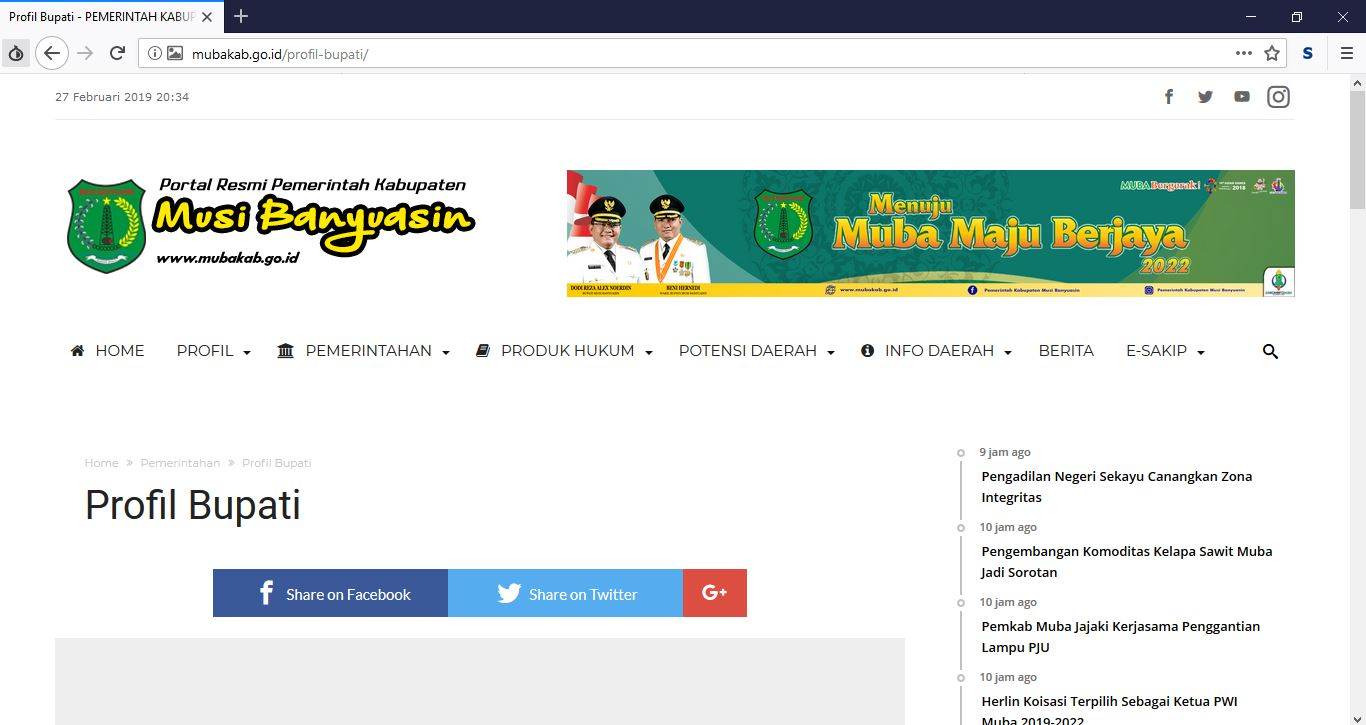 Profil Bupati - PEMERINTAH KABUP
mubakab.go.id/profil-bupati/
S
27 Februari 2019 20:34
Portal Resmi Pemerintah Kabupaten
Musi Banyuasin
www.mubakab.go.id
MUBA Bergerak!
2018
Menuju
Muba Maju Berjaya
2022
DODI REZA ALEX NOERDIN
BENI HERNEDI
www.mubakab.go.id
Pemerintah Kabupaten Musi Banyuasin
Pemerintah Kabupaten Musi Banyuasin
HOME PROFIL PEMERINTAHAN PRODUK HUKUM POTENSI DAERAH INFO DAERAH BERITA E-SAKIP
Home » Pemerintahan » Profil Bupati
Profil Bupati
Share on Facebook
Share on Twitter
G+
9 jam ago
Pengadilan Negeri Sekayu Canangkan Zona
Integritas
10 jam ago
Pengembangan Komoditas Kelapa Sawit Muba
Jadi Sorotan
10 jam ago
Pemkab Muba Jajaki Kerjasama Penggantian
Lampu PJU
10 jam ago
Herlin Koisasi Terpilih Sebagai Ketua PWI
Muba 2019-2022